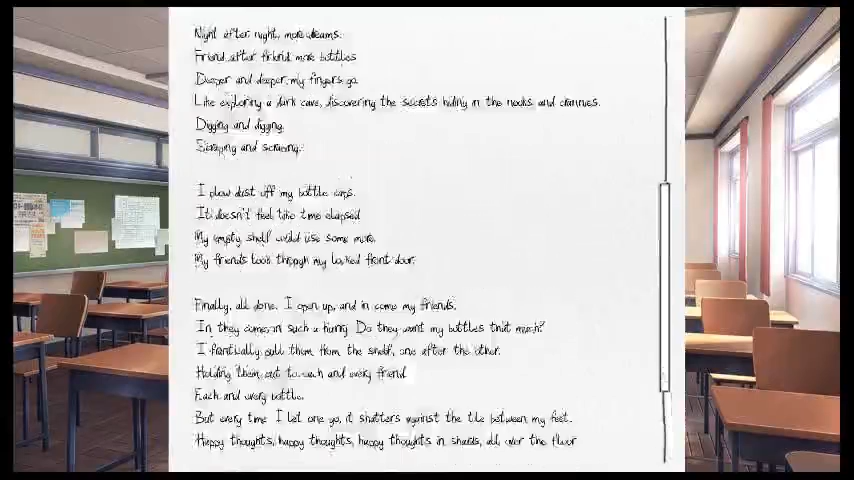 Night after night, more dreams.
Friend after friend, more bottles
Deeper and deeper, my fingers go.
Like exploring a dark cave, discovering the secrets hiding in the nooks and crannies.
Digging and digging.
Scraping and scraping.
I blow dust off my bottle caps.
It doesn't feel like time elapsed
My empty shelf could use some more.
My friends look through my locked front door.
Finally, all done. I open up, and in come my friends.
In they come, in such a hurry. Do they want my bottles that much?
I frantically pull them from the shelf, one after the other.
Holding them out to each and every friend.
Each and every bottle.
But every time I let one go, it shatters against the tile between my feet.
Happy thoughts, happy thoughts, happy thoughts in shards, all over the floor